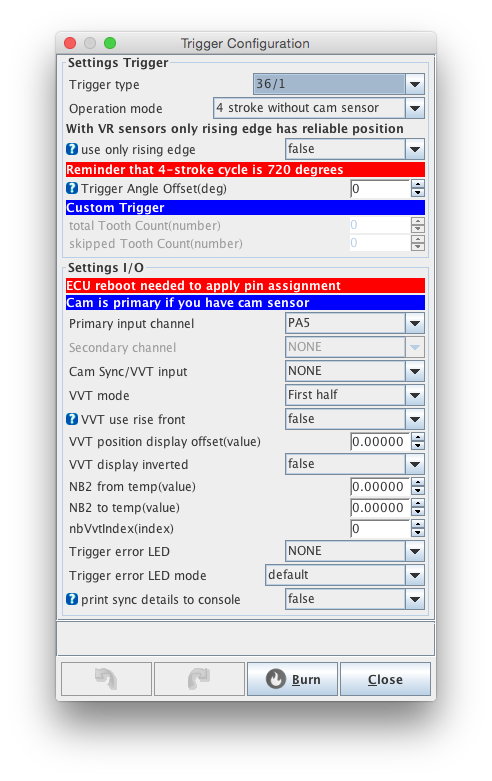 Trigger Configuration
Settings Trigger
Trigger type 36/1
Operation mode 4 stroke without cam sensor
With VR sensors only rising edge has reliable position
? use only rising edge false
Reminder that 4-stroke cycle is 720 degrees
? Trigger Angle Offset(deg) 0
Custom Trigger
total Tooth Count(number) 0
skipped Tooth Count(number) 0
Settings I/O
ECU reboot needed to apply pin assignment
Cam is primary if you have cam sensor
Primary input channel PA5
Secondary channel NONE
Cam Sync/VVT input NONE
VVT mode First half
? VVT use rise front false
VVT position display offset(value) 0.00000
VVT display inverted false
NB2 from temp(value) 0.00000
NB2 to temp(value) 0.00000
nbVvtIndex(index) 0
Trigger error LED NONE
Trigger error LED mode default
? print sync details to console false
Burn Close